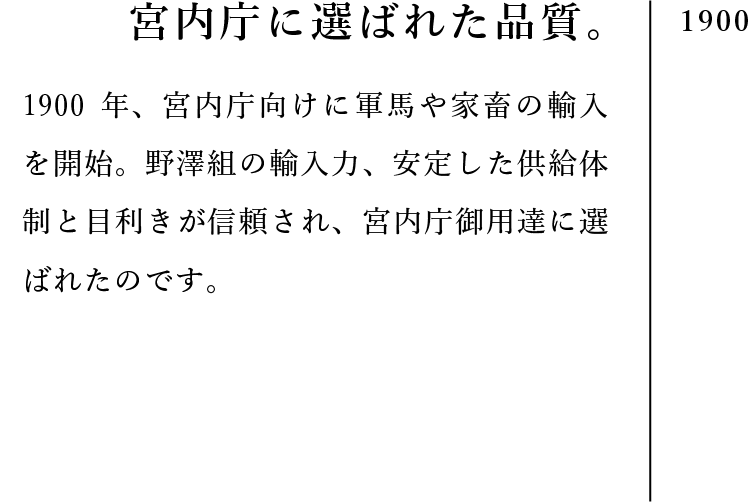 宮内庁に選ばれた品質。
1900
1900 年、宮内庁向けに軍馬や家畜の輸入
を開始。野澤組の輸入力、安定した供給体
制と目利きが信頼され、宮内庁御用達に選
ばれたのです。